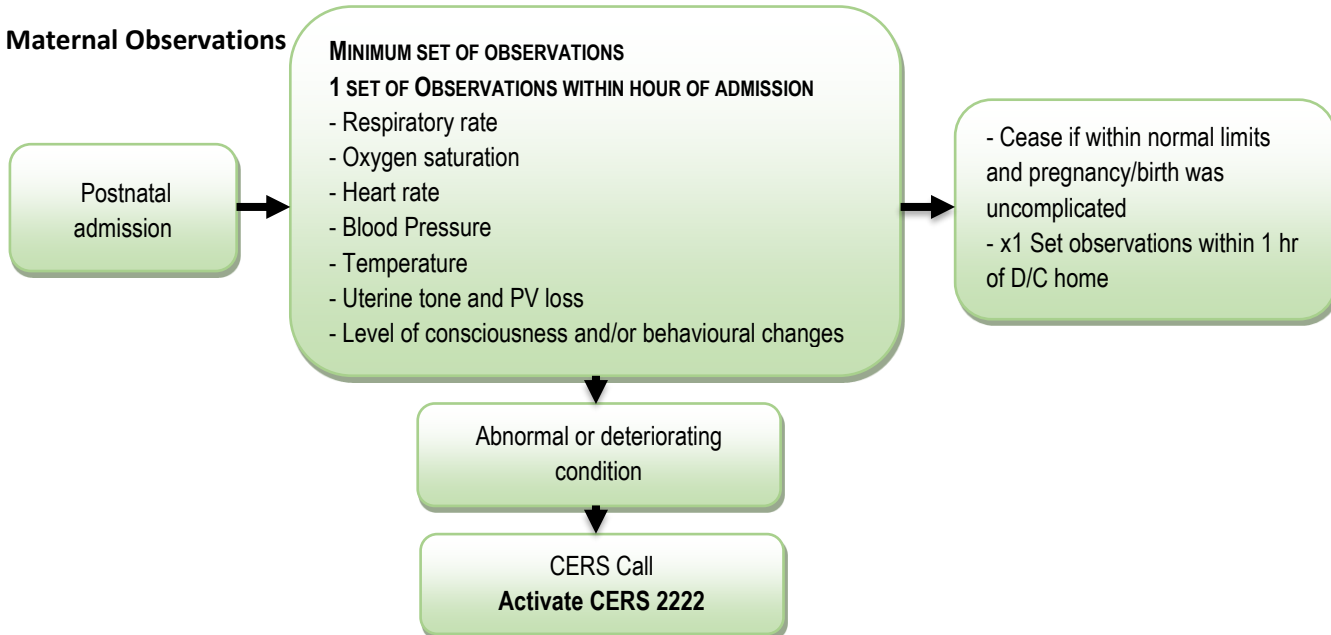 Maternal Observations
Postnatal
admission
MINIMUM SET OF OBSERVATIONS
1 SET OF OBSERVATIONS WITHIN HOUR OF ADMISSION
- Respiratory rate
- Oxygen saturation
- Heart rate
- Blood Pressure
- Temperature
- Uterine tone and PV loss
- Level of consciousness and/or behavioural changes
- Cease if within normal limits
and pregnancy/birth was
uncomplicated
- x1 Set observations within 1 hr
of D/C home
Abnormal or deteriorating
condition
CERS Call
Activate CERS 2222